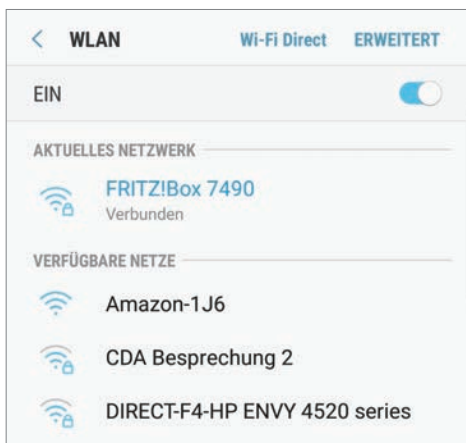 WLAN Wi-Fi Direct ERWEITERT
EIN
AKTUELLES NETZWERK
FRITZ!Box 7490
Verbunden
VERFÜGBARE NETZE
Amazon-1J6
CDA Besprechung 2
DIRECT-F4-HP ENVY 4520 series